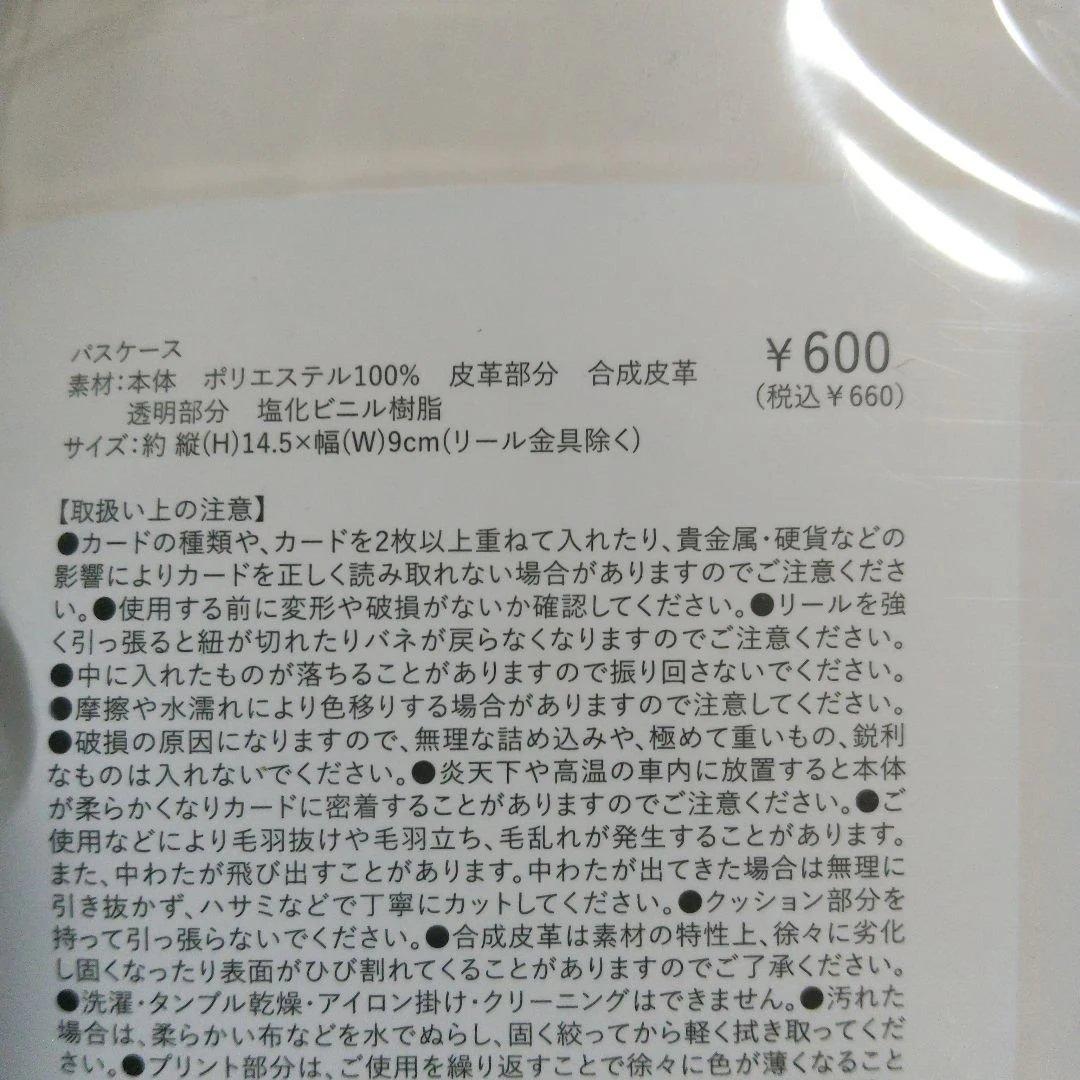 パスケース
¥600
素材：本体　ポリエステル100%　皮革部分　合成皮革
(税込¥660)
透明部分　塩化ビニル樹脂
サイズ：約 縦(H)14.5×幅(W)9cm(リール金具除く)
【取扱い上の注意】
●カードの種類や、カードを2枚以上重ねて入れたり、貴金属・硬貨などの
影響によりカードを正しく読み取れない場合がありますのでご注意くださ
い。●使用する前に変形や破損がないか確認してください。●リールを強
く引っ張ると紐が切れたりバネが戻らなくなりますのでご注意ください。
●中に入れたものが落ちることがありますので振り回さないでください。
●摩擦や水濡れにより色移りする場合がありますので注意してください。
●破損の原因になりますので、無理な詰め込みや、極めて重いもの、鋭利
なものは入れないでください。●炎天下や高温の車内に放置すると本体
が柔らかくなりカードに密着することがありますのでご注意ください。●ご
使用などにより毛羽抜けや毛羽立ち、毛乱れが発生することがあります。
また、中わたが飛び出すことがあります。中わたが出てきた場合は無理に
引き抜かず、ハサミなどで丁寧にカットしてください。●クッション部分を
持って引っ張らないでください。●合成皮革は素材の特性上、徐々に劣化
し固くなったり表面がひび割れてくることがありますのでご了承ください。
●洗濯・タンブル乾燥・アイロン掛け・クリーニングはできません。●汚れた
場合は、柔らかい布などを水でぬらし、固く絞ってから軽く拭き取ってくだ
さい。●プリント部分は、ご使用を繰り返すことで徐々に色が薄くなること